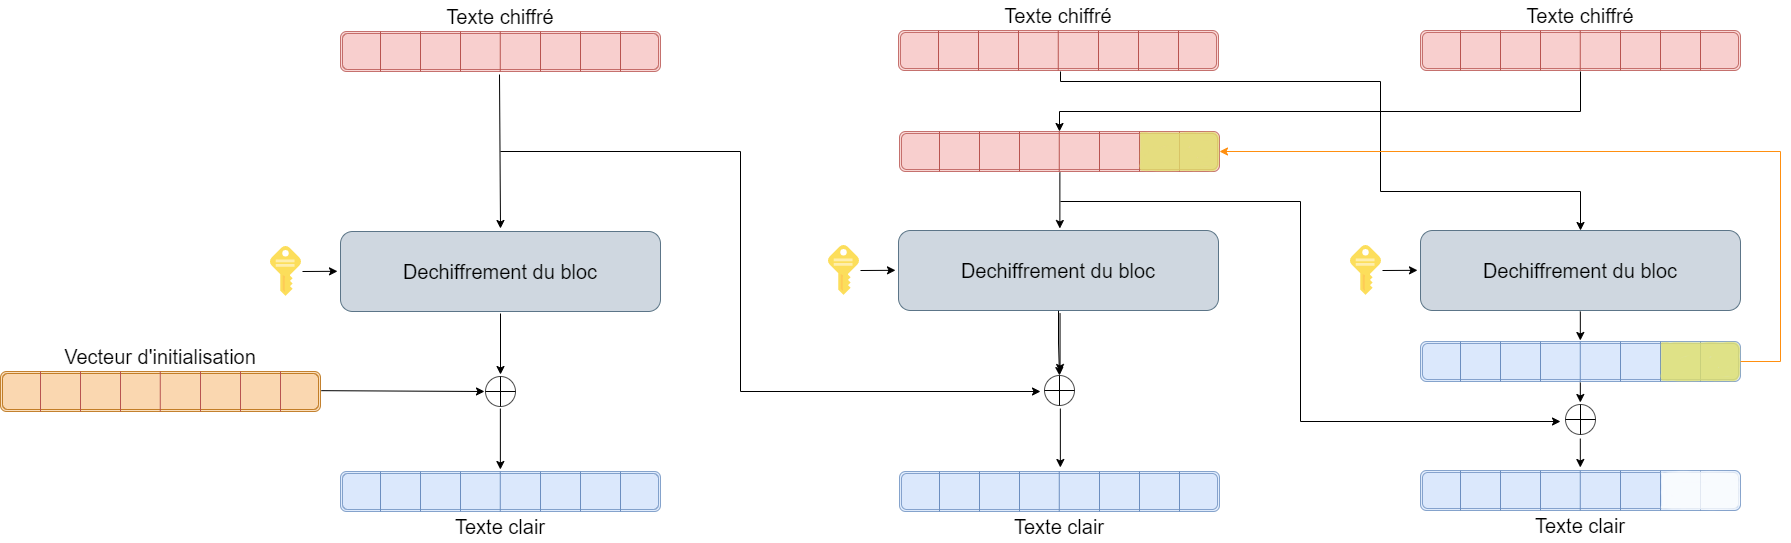 Texte chiffré
Texte chiffré
Texte chiffré
Dechiffrement du bloc
Dechiffrement du bloc
Dechiffrement du bloc
Vecteur d'initialisation
Texte clair
Texte clair
Texte clair